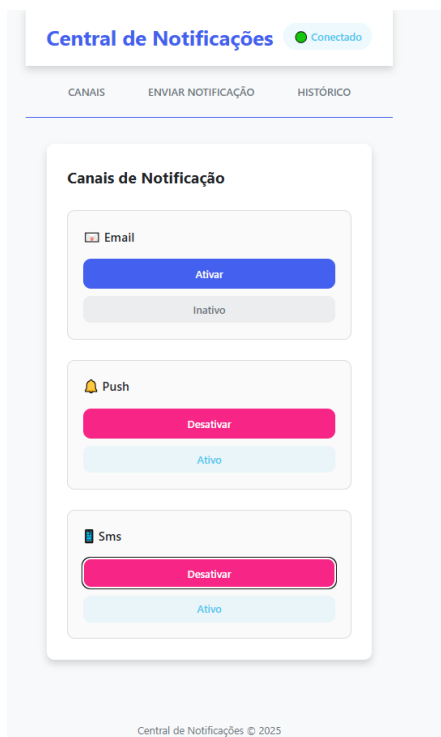 Central de Notificações
Conectado
CANAIS ENVIAR NOTIFICAÇÃO HISTÓRICO
Canais de Notificação
Email
Ativar
Inativo
Push
Desativar
Ativo
Sms
Desativar
Ativo
Central de Notificações © 2025